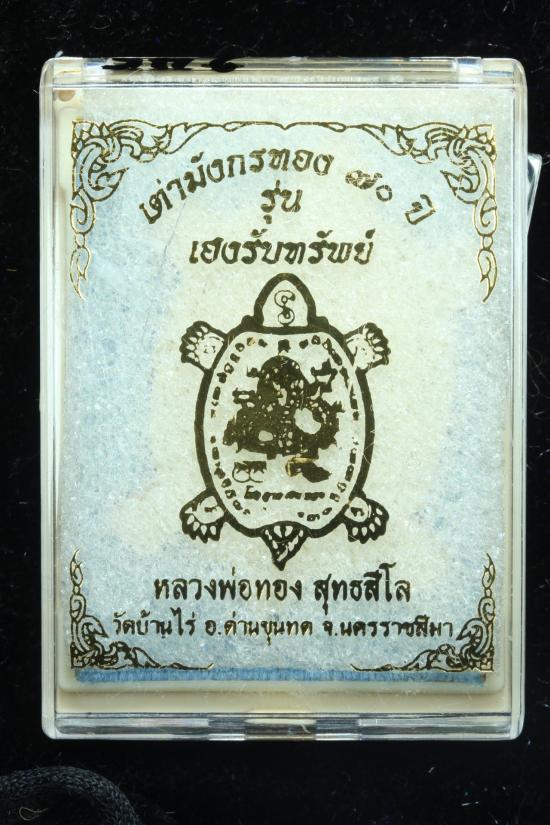 เต่ามังกรทอง ๗๐ ปี
รุ่น
เฮงรับทรัพย์
หลวงพ่อทอง สุทธสีโล
วัดบ้านไร่ อ.ด่านขุนทด จ.นครราชสีมา